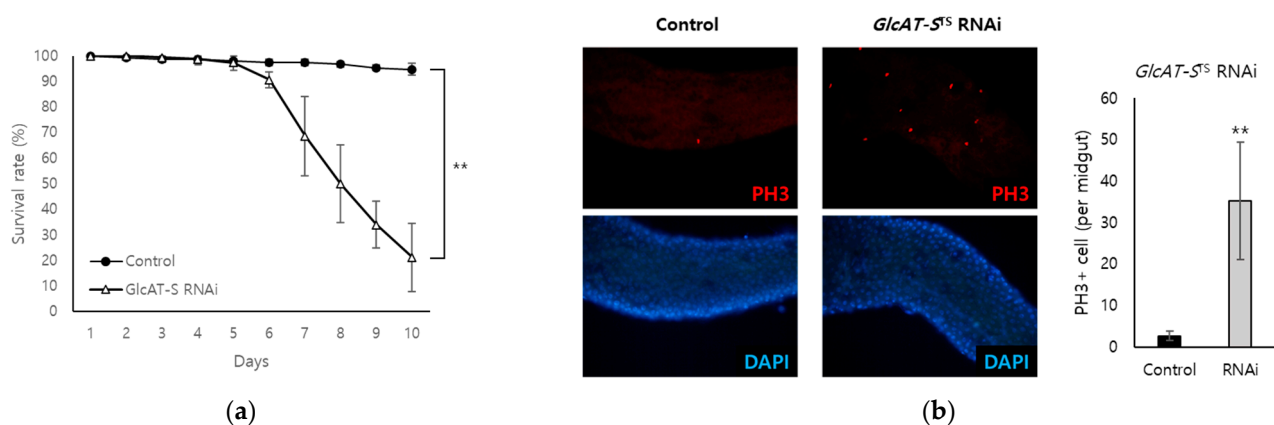 Survival rate (%)
100
90
80
70
60
50
40
30
20
10
0
Control
GlcAT-S RNAi
**
1 2 3 4 5 6 7 8 9 10
Days
(a)
Control
GlcAT-Sᵀˢ RNAi
PH3
PH3
DAPI
DAPI
GlcAT-Sᵀˢ RNAi
PH3+ cell (per midgut)
60
50
40
30
20
10
0
**
Control RNAi
(b)